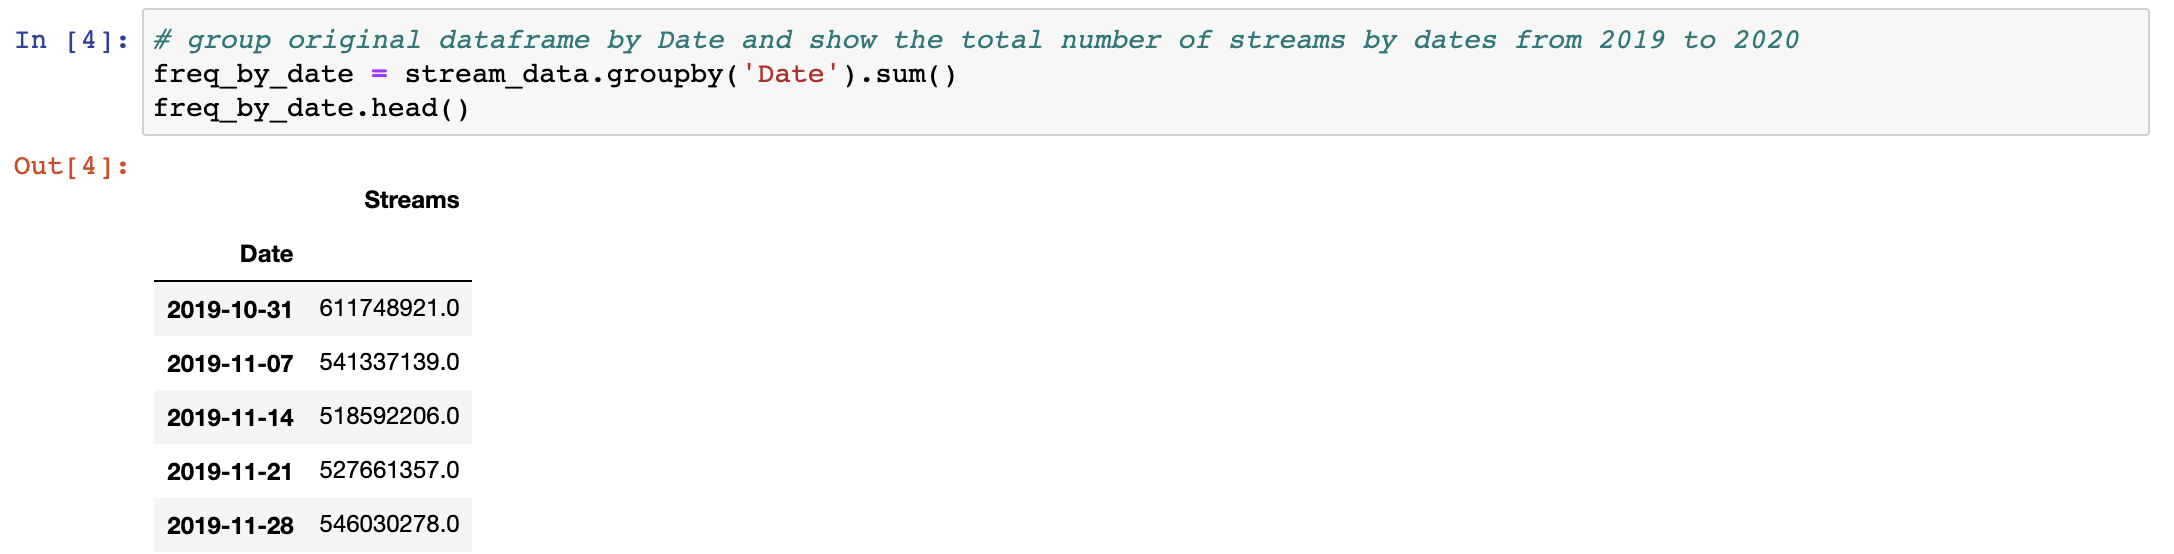 In [4]: # group original dataframe by Date and show the total number of streams by dates from 2019 to 2020
freq_by_date = stream_data.groupby('Date').sum()
freq_by_date.head()
Out[4]:
Streams
Date
2019-10-31 611748921.0
2019-11-07 541337139.0
2019-11-14 518592206.0
2019-11-21 527661357.0
2019-11-28 546030278.0